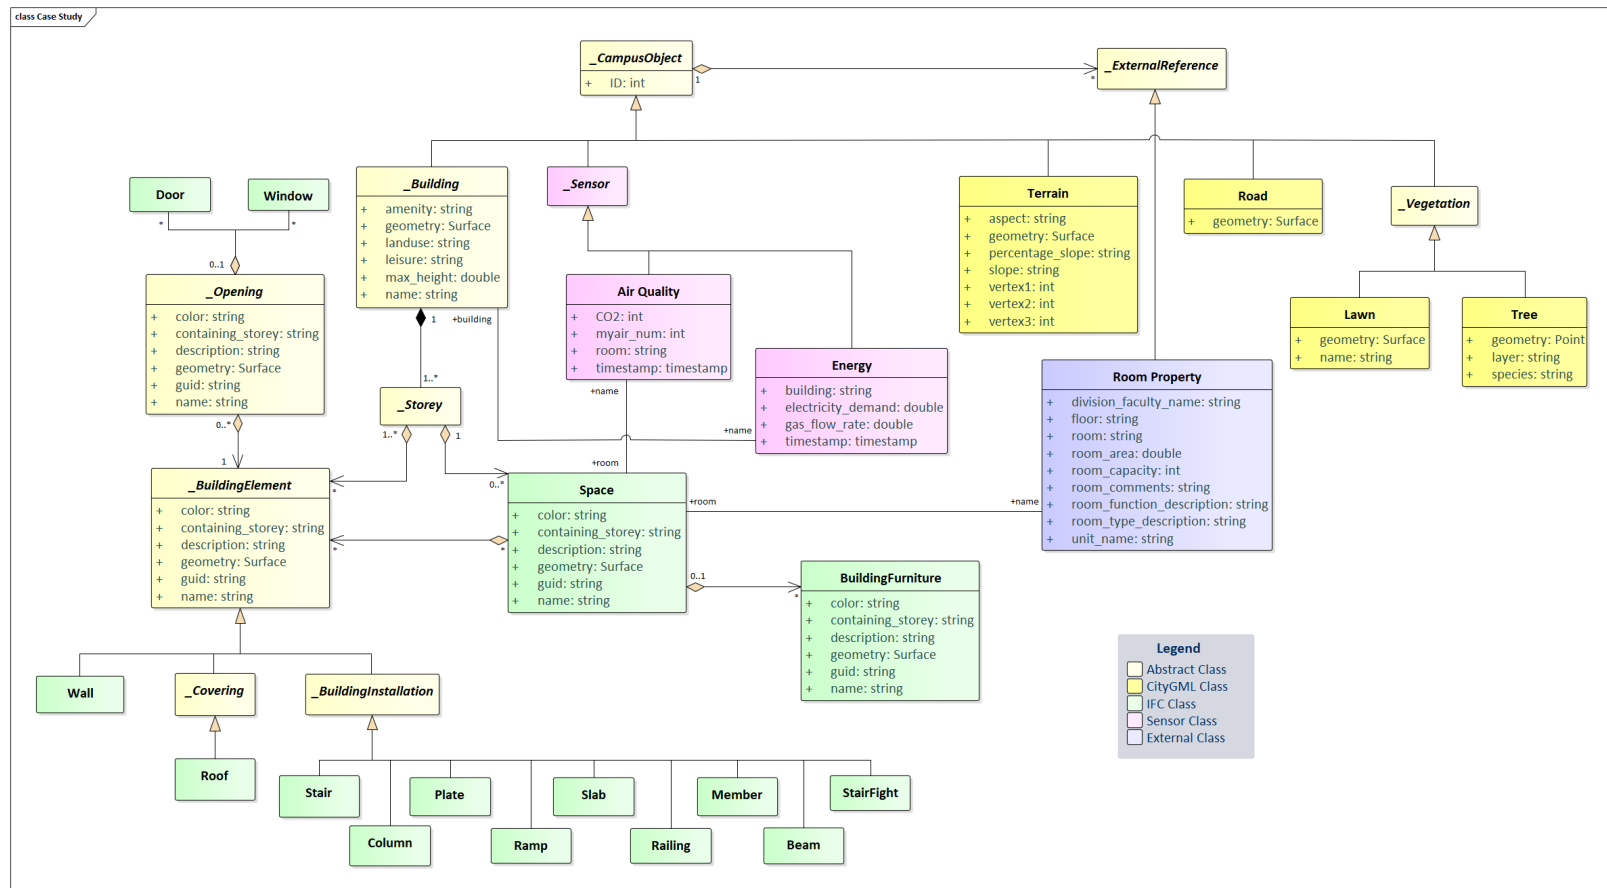 class Case Study
_CampusObject
+ ID: int
1
*
_ExternalReference
Door
*
Window
*
0..1
_Opening
+ color: string
+ containing_storey: string
+ description: string
+ geometry: Surface
+ guid: string
+ name: string
0..*
1
_Building
+ amenity: string
+ geometry: Surface
+ landuse: string
+ leisure: string
+ max_height: double
+ name: string
1
+building
1..*
_Storey
1..*
1
*
0..*
_Sensor
Air Quality
+ CO2: int
+ myair_num: int
+ room: string
+ timestamp: timestamp
+name
+room
Energy
+ building: string
+ electricity_demand: double
+ gas_flow_rate: double
+ timestamp: timestamp
+name
Terrain
+ aspect: string
+ geometry: Surface
+ percentage_slope: string
+ slope: string
+ vertex1: int
+ vertex2: int
+ vertex3: int
Road
+ geometry: Surface
_Vegetation
Lawn
+ geometry: Surface
+ name: string
Tree
+ geometry: Point
+ layer: string
+ species: string
Room Property
+ division_faculty_name: string
+ floor: string
+ room: string
+ room_area: double
+ room_capacity: int
+ room_comments: string
+ room_function_description: string
+ room_type_description: string
+ unit_name: string
+room
+name
_BuildingElement
+ color: string
+ containing_storey: string
+ description: string
+ geometry: Surface
+ guid: string
+ name: string
*
*
Space
+ color: string
+ containing_storey: string
+ description: string
+ geometry: Surface
+ guid: string
+ name: string
0..1
*
BuildingFurniture
+ color: string
+ containing_storey: string
+ description: string
+ geometry: Surface
+ guid: string
+ name: string
Legend
Abstract Class
CityGML Class
IFC Class
Sensor Class
External Class
Wall
_Covering
_BuildingInstallation
Roof
Stair
Plate
Slab
Member
StairFight
Column
Ramp
Railing
Beam